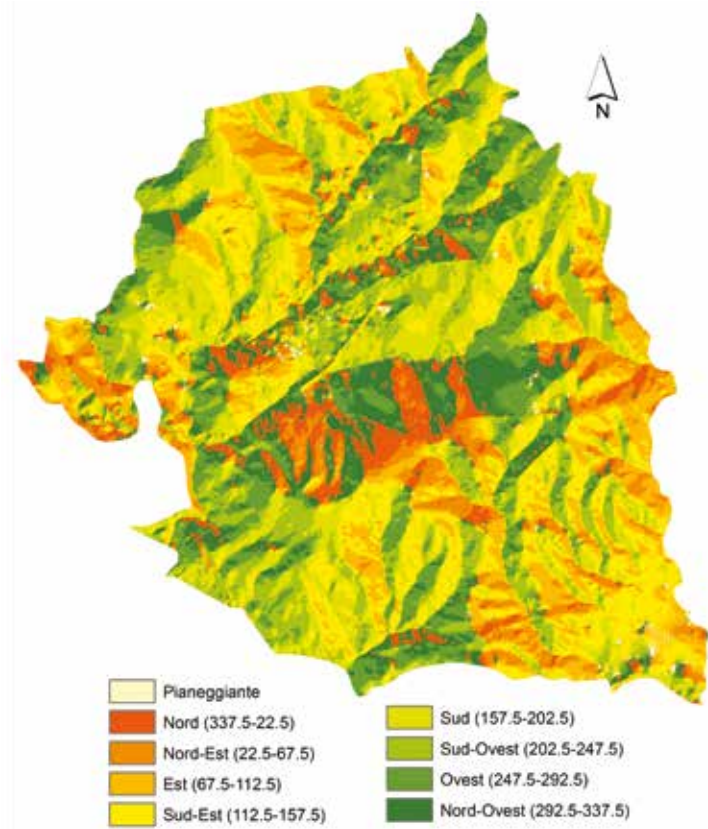 N
Pianeggiante
Nord (337.5-22.5)
Nord-Est (22.5-67.5)
Est (67.5-112.5)
Sud-Est (112.5-157.5)
Sud (157.5-202.5)
Sud-Ovest (202.5-247.5)
Ovest (247.5-292.5)
Nord-Ovest (292.5-337.5)